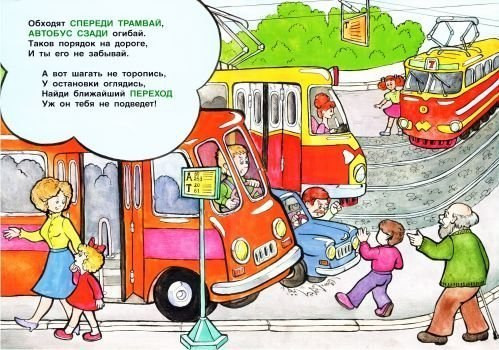 Обходят СПЕРЕДИ ТРАМВАЙ,
АВТОБУС СЗАДИ огибай.
Таков порядок на дороге,
И ты его не забывай.
А вот шагать не торопись,
У остановки оглядись,
Найди ближайший ПЕРЕХОД
Уж он тебя не подведет!
7
А
Т